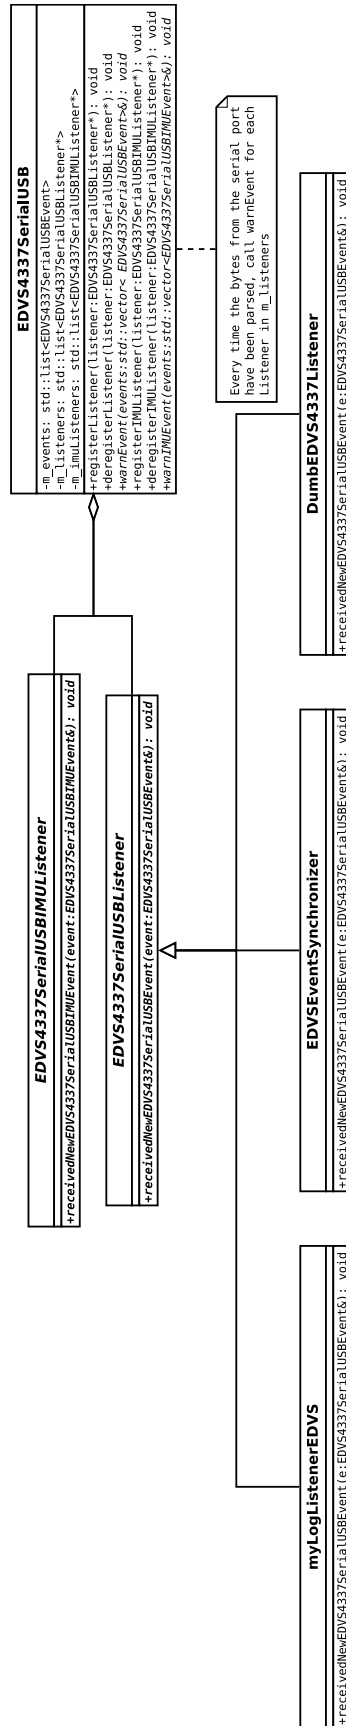 EDVS4337SerialUSB
-m_events: std::list<EDVS4337SerialUSBEvent>
-m_listeners: std::list<EDVS4337SerialUSBListener*>
-m_imuListeners: std::list<EDVS4337SerialUSBIMUListener*>
+registerListener(listener:EDVS4337SerialUSBListener*): void
+deregisterListener(listener:EDVS4337SerialUSBListener*): void
+warnEvent(events:std::vector< EDVS4337SerialUSBEvent>&): void
+registerIMUListener(listener:EDVS4337SerialUSBIMUListener*): void
+deregisterIMUListener(listener:EDVS4337SerialUSBIMUListener*): void
+warnIMUEvent(events:std::vector<EDVS4337SerialUSBIMUEvent>&): void
Every time the bytes from the serial port
have been parsed, call warnEvent for each
Listener in m_listeners
EDVS4337SerialUSBIMUListener
+receivedNewEDVS4337SerialUSBIMUEvent(event:EDVS4337SerialUSBIMUEvent&): void
EDVS4337SerialUSBListener
+receivedNewEDVS4337SerialUSBEvent(event:EDVS4337SerialUSBEvent&): void
DumbEDVS4337Listener
+receivedNewEDVS4337SerialUSBEvent(e:EDVS4337SerialUSBEvent&): void
EDVSEventSynchronizer
+receivedNewEDVS4337SerialUSBEvent(e:EDVS4337SerialUSBEvent&): void
myLogListenerEDVS
+receivedNewEDVS4337SerialUSBEvent(e:EDVS4337SerialUSBEvent&): void